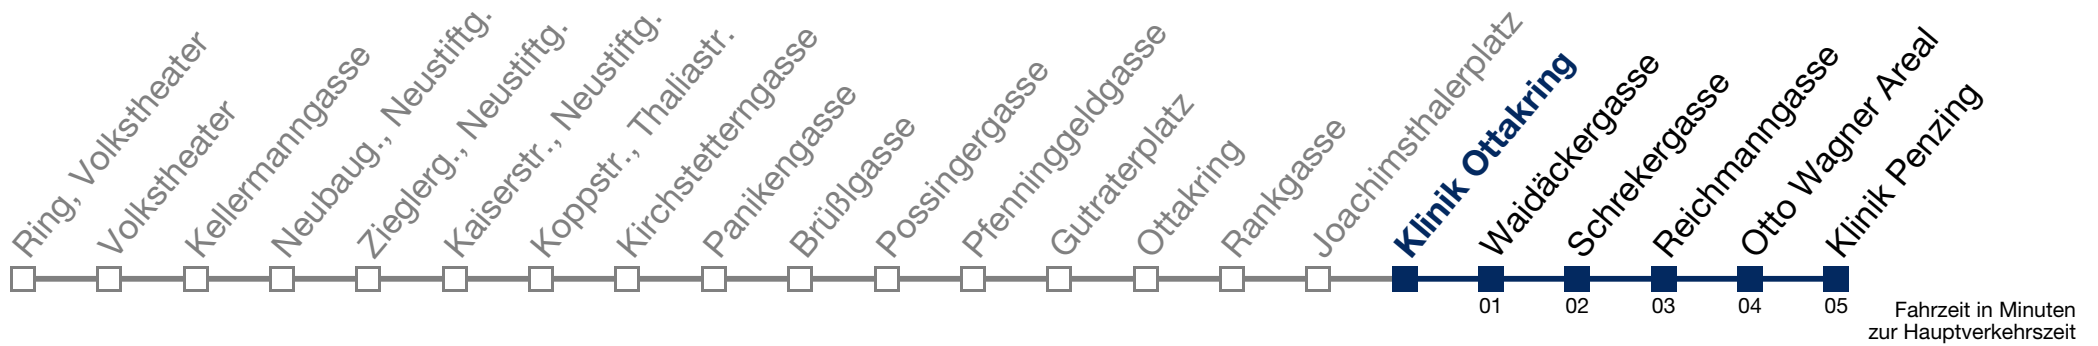 Ring, Volkstheater
Volkstheater
Kellermanngasse
Neubaug., Neustiftg.
Zieglerg., Neustiftg.
Kaiserstr., Neustiftg.
Koppstr., Thaliastr.
Kirchstetterngasse
Panikengasse
Brüßlgasse
Possingergasse
Pfenninggeldgasse
Gutraterplatz
Ottakring
Rankgasse
Joachimsthalerplatz
Klinik Ottakring
Waidäckergasse
Schrekergasse
Reichmanngasse
Otto Wagner Areal
Klinik Penzing
01 02 03 04 05
Fahrzeit in Minuten
zur Hauptverkehrszeit